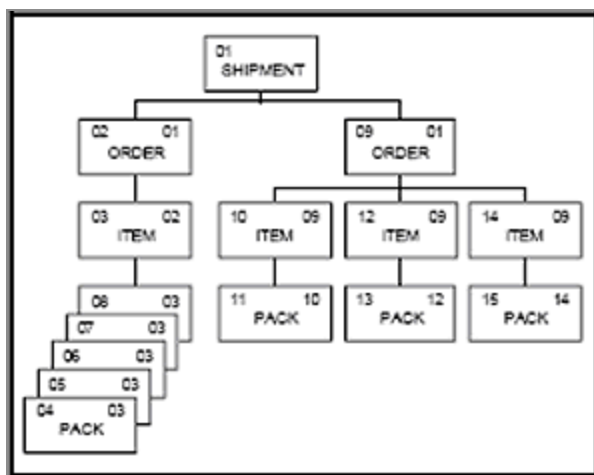 01
SHIPMENT
02 01
ORDER
09 01
ORDER
03 02
ITEM
10 09
ITEM
12 09
ITEM
14 09
ITEM
08 03
07 03
06 03
05 03
04 03
PACK
11 10
PACK
13 12
PACK
15 14
PACK